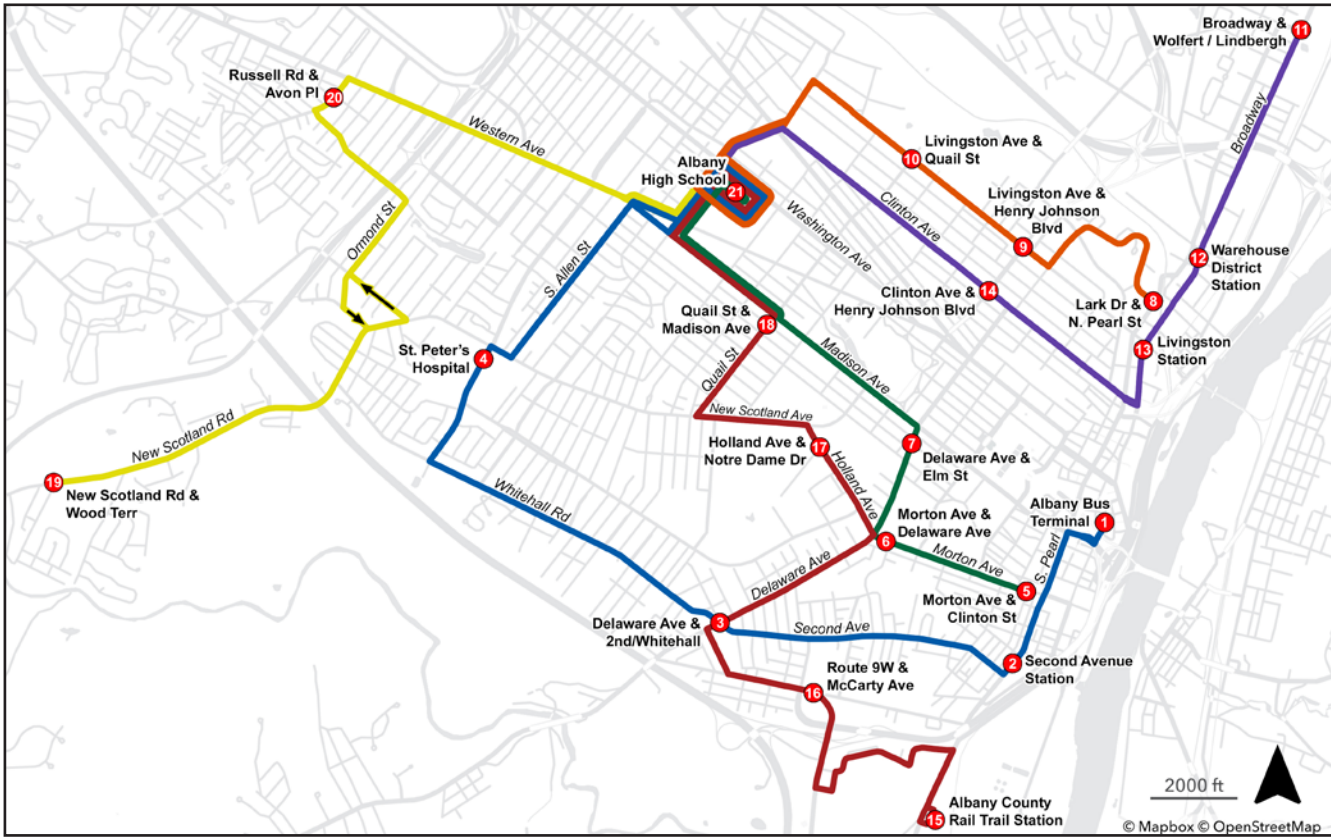 Broadway &
Wolfert / Lindbergh
11
Russell Rd &
Avon Pl
20
Western Ave
Broadway
Albany
High School
21
Livingston Ave &
Quail St
10
Livingston Ave &
Henry Johnson
Blvd
9
Clinton Ave
Washington Ave
Ormond St
S. Allen St
Warehouse
District
Station
12
Clinton Ave &
Henry Johnson Blvd
14
Lark Dr &
N. Pearl St
8
Quail St &
Madison Ave
18
Livingston
Station
13
St. Peter's
Hospital
4
Quail St
Madison Ave
New Scotland Ave
New Scotland Rd
Holland Ave &
Notre Dame Dr
17
7
Delaware Ave &
Elm St
Holland Ave
19
New Scotland Rd &
Wood Terr
Whitehall Rd
Albany Bus
Terminal
1
Morton Ave &
Delaware Ave
6
Morton Ave
S. Pearl
Delaware Ave
5
Morton Ave &
Clinton St
3
Delaware Ave &
2nd/Whitehall
Second Ave
2
Second Avenue
Station
Route 9W &
McCarty Ave
16
2000 ft
Albany County
Rail Trail Station
15
© Mapbox © OpenStreetMap